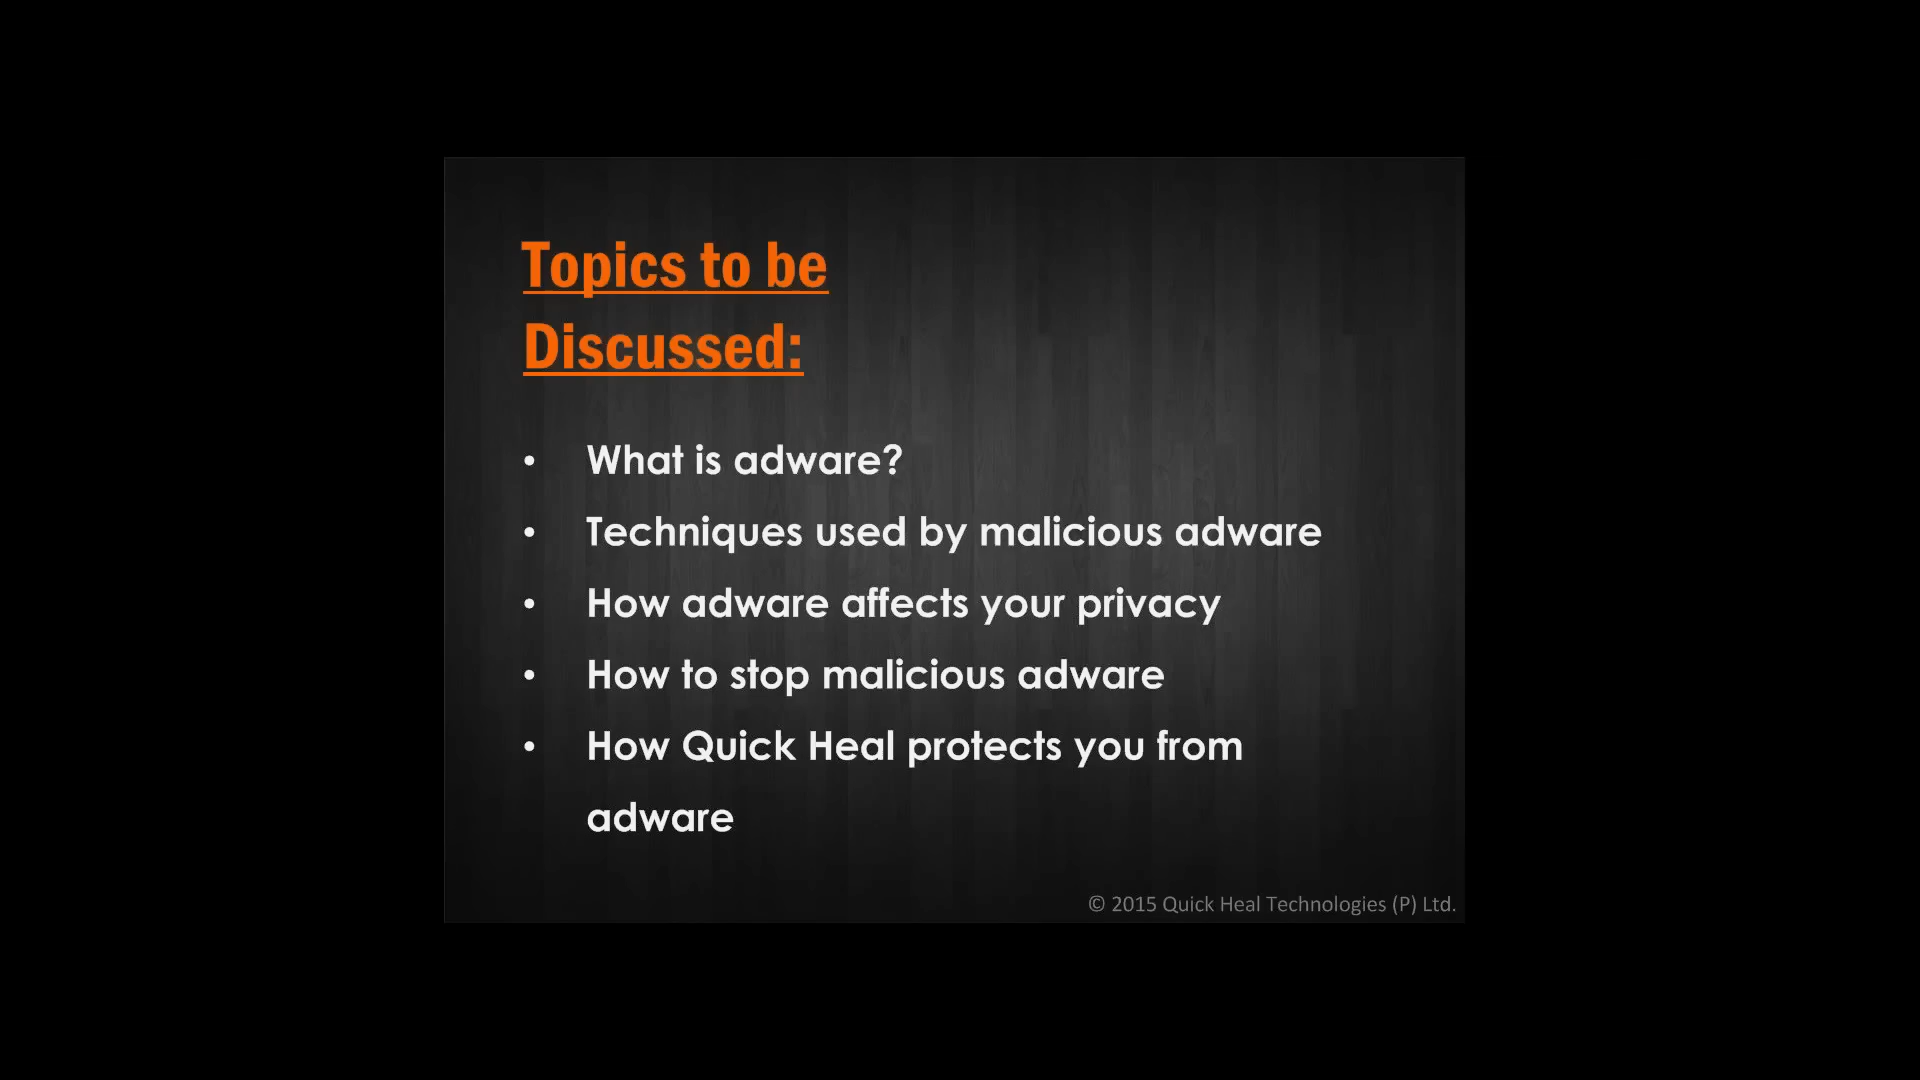 Topics to be
Discussed:
• What is adware?
• Techniques used by malicious adware
• How adware affects your privacy
• How to stop malicious adware
• How Quick Heal protects you from
adware
© 2015 Quick Heal Technologies (P) Ltd.